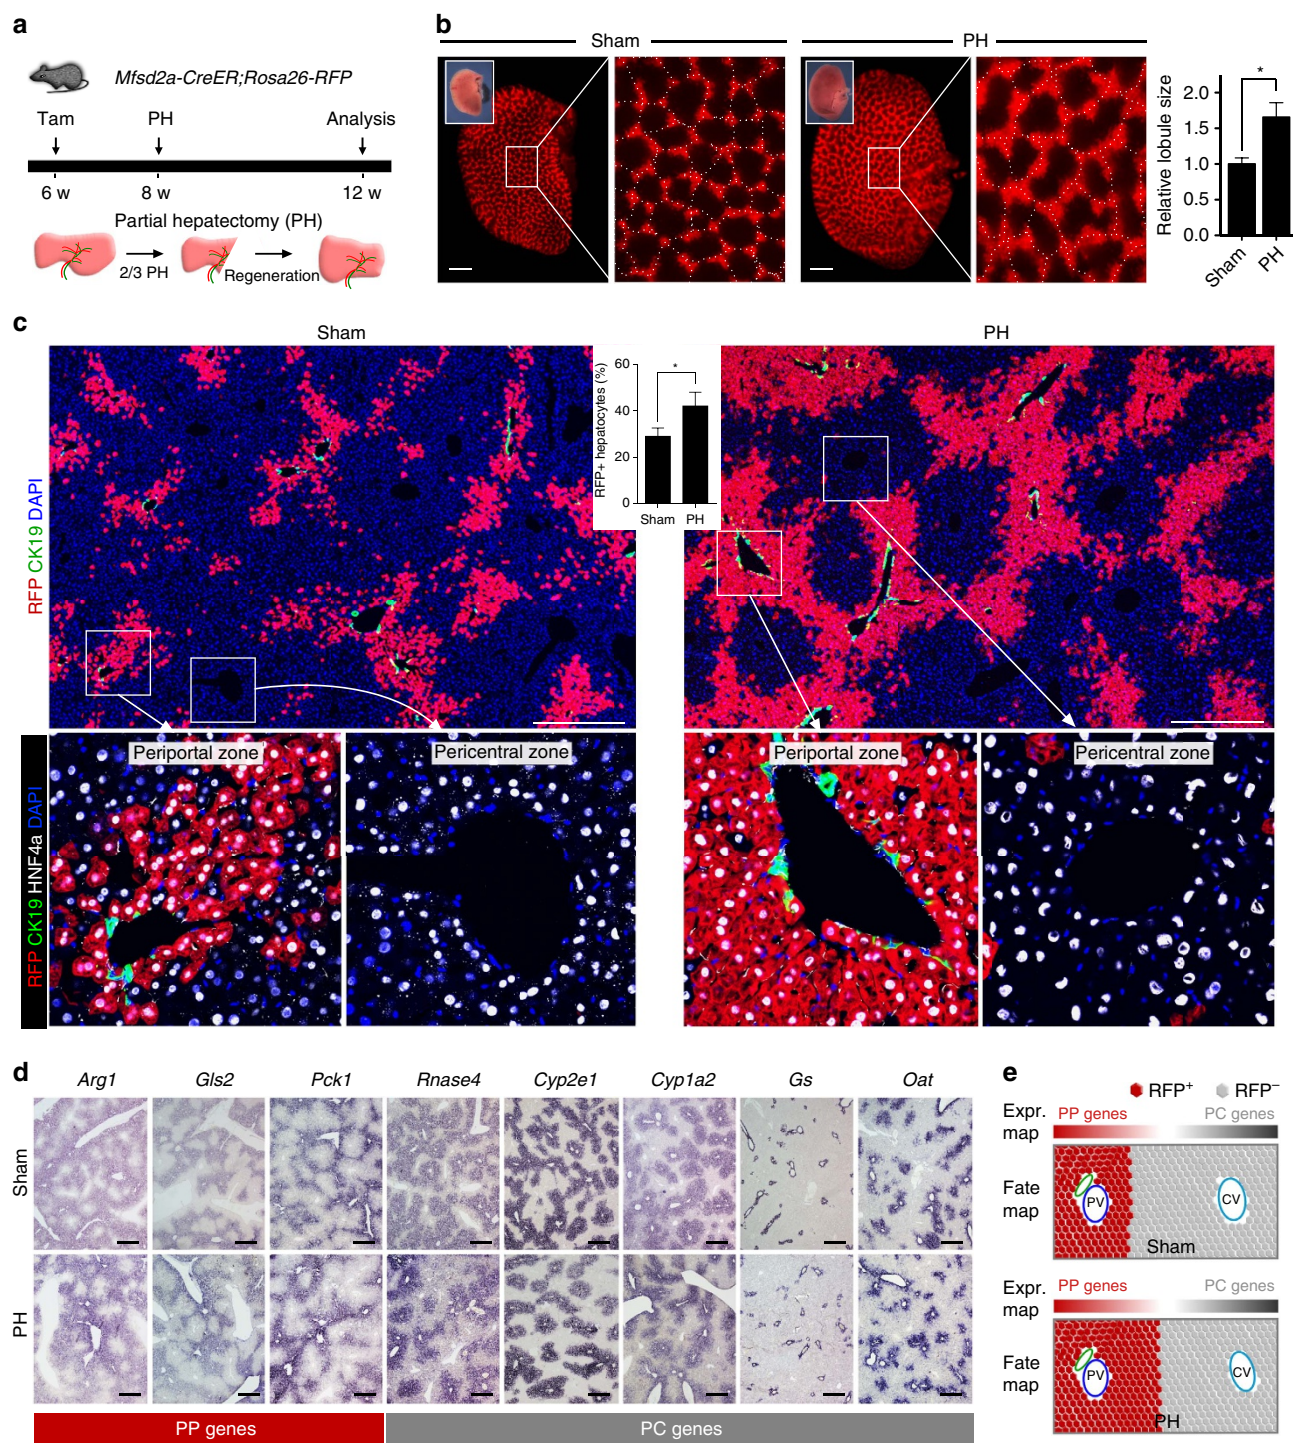 a
Mfsd2a-CreER;Rosa26-RFP
Tam PH Analysis
6 w 8 w 12 w
Partial hepatectomy (PH)
2/3 PH
Regeneration
b
Sham PH
Relative lobule size
2.0
1.5
1.0
0.5
0.0
*
Sham PH
c
Sham PH
RFP CK19 DAPI
RFP+ hepatocytes (%)
60
40
20
0
*
Sham PH
RFP CK19 HNF4a DAPI
Periportal zone Pericentral zone Periportal zone Pericentral zone
d
Arg1 Gls2 Pck1 Rnase4 Cyp2e1 Cyp1a2 Gs Oat
Sham
PH
PP genes PC genes
e
RFP+ RFP−
Expr. map PP genes PC genes
Fate map PV CV
Sham
Expr. map PP genes PC genes
Fate map PV CV
PH